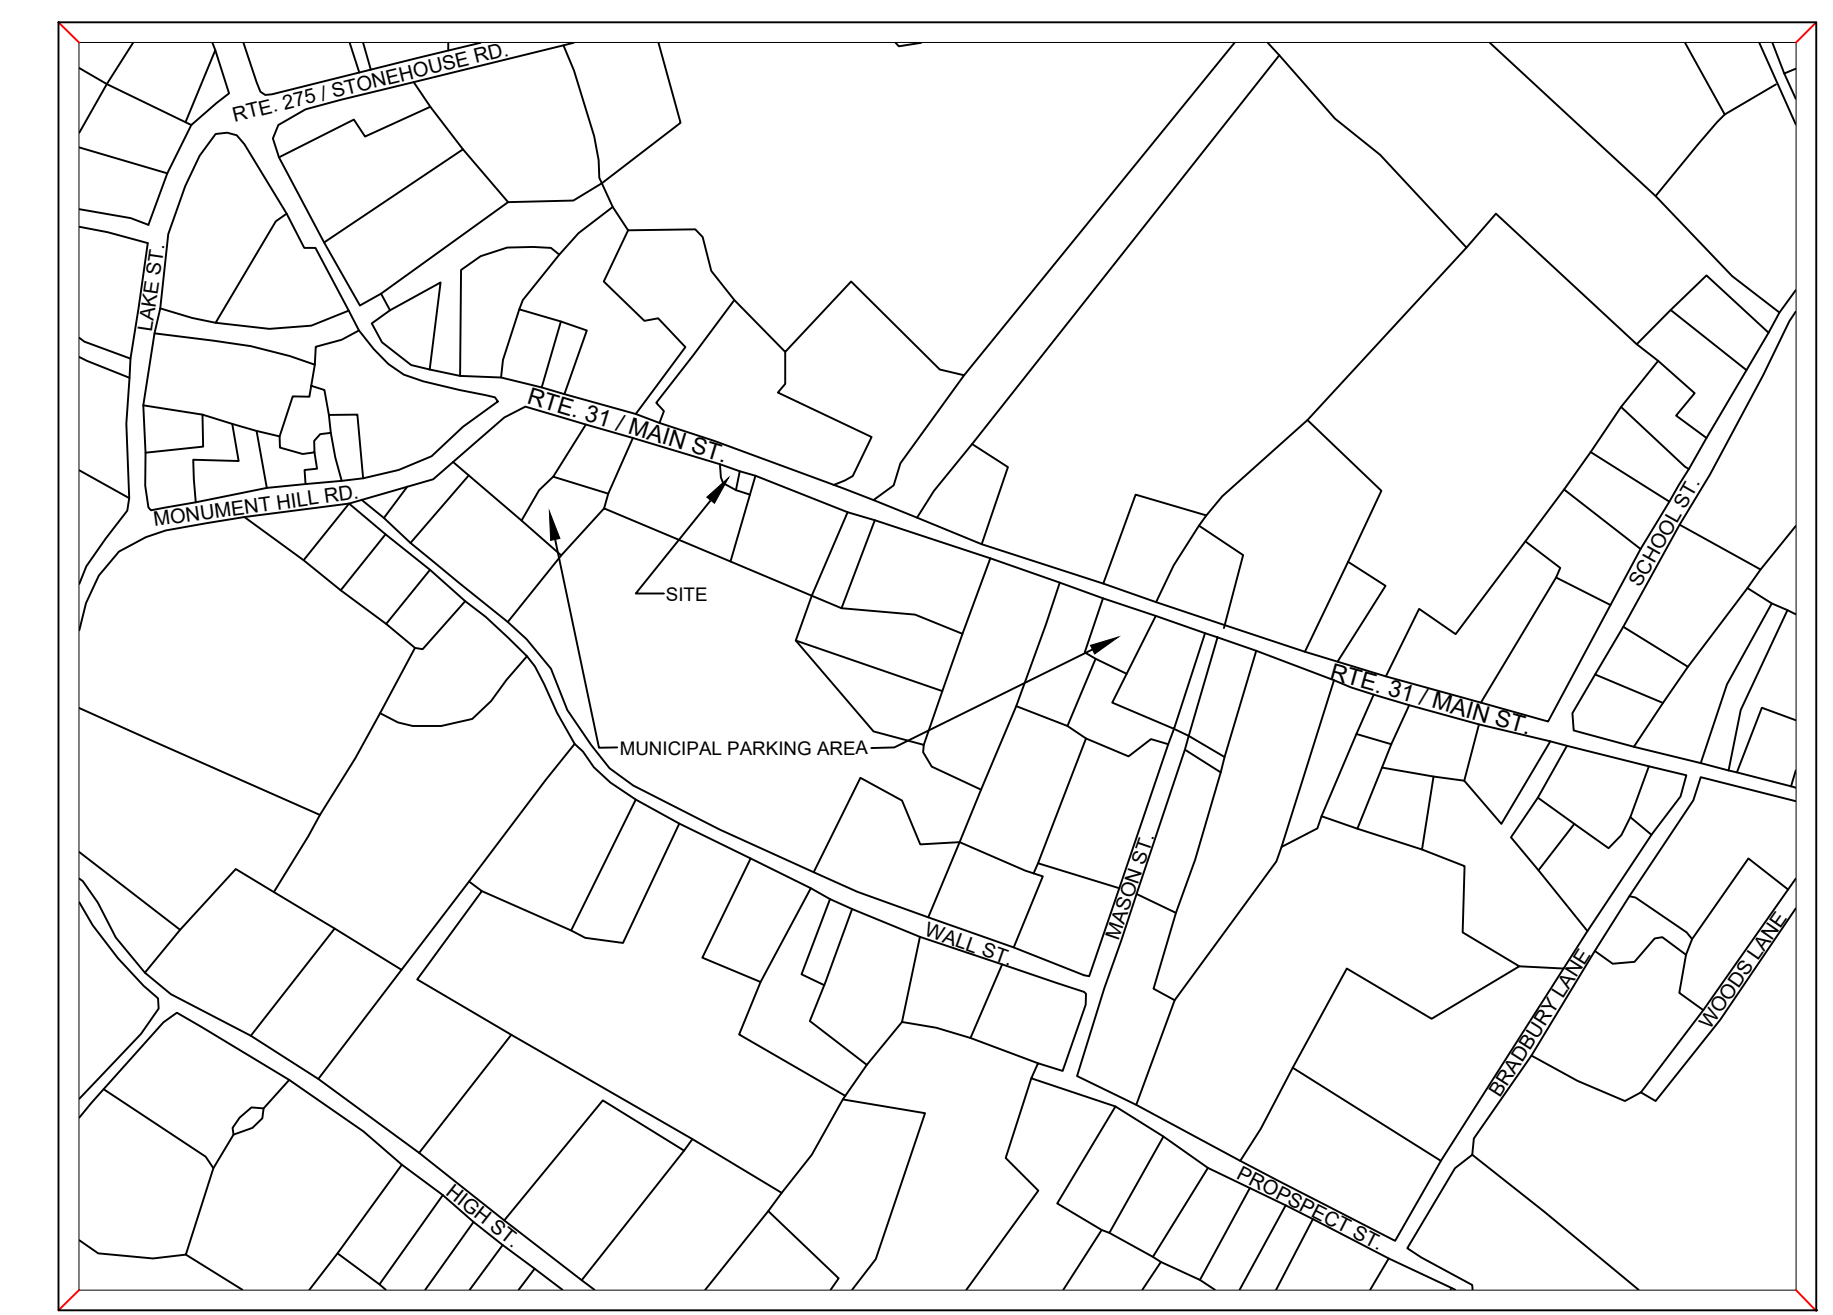 RTE. 275 / STONEHOUSE RD.
LAKE ST.
RTE. 31 / MAIN ST.
MONUMENT HILL RD.
SCHOOL ST.
SITE
RTE. 31 / MAIN ST.
MUNICIPAL PARKING AREA
MASON ST.
WALL ST.
WOODS LANE
BRADBURY LANE
PROPSPECT ST.
HIGH ST.